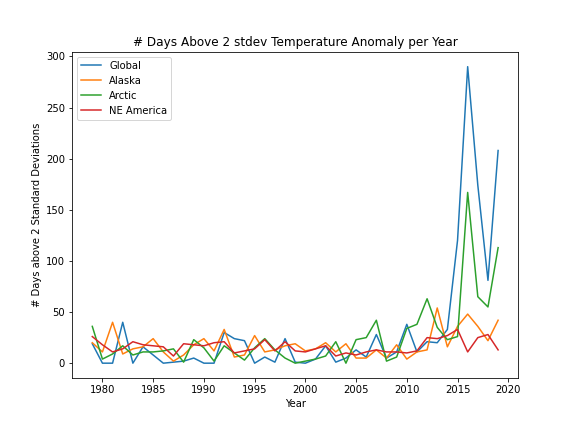 # Days Above 2 stdev Temperature Anomaly per Year
Global
Alaska
Arctic
NE America
# Days above 2 Standard Deviations
300
250
200
150
100
50
0
1980 1985 1990 1995 2000 2005 2010 2015 2020
Year